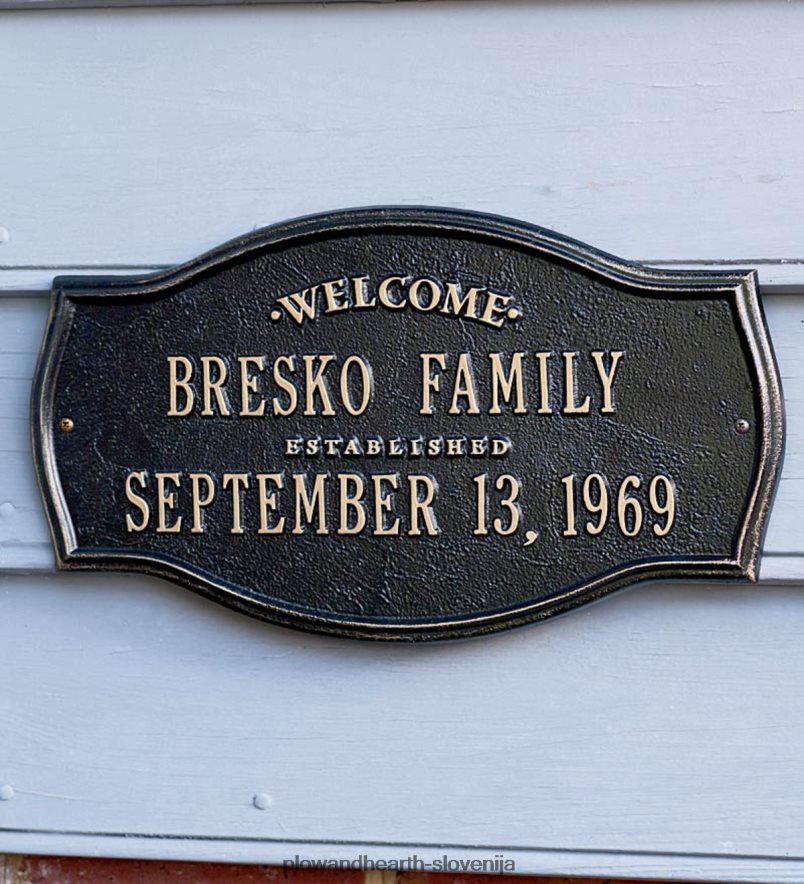 •WELCOME•
BRESKO FAMILY
ESTABLISHED
SEPTEMBER 13, 1969
plowandhearth-slovenija